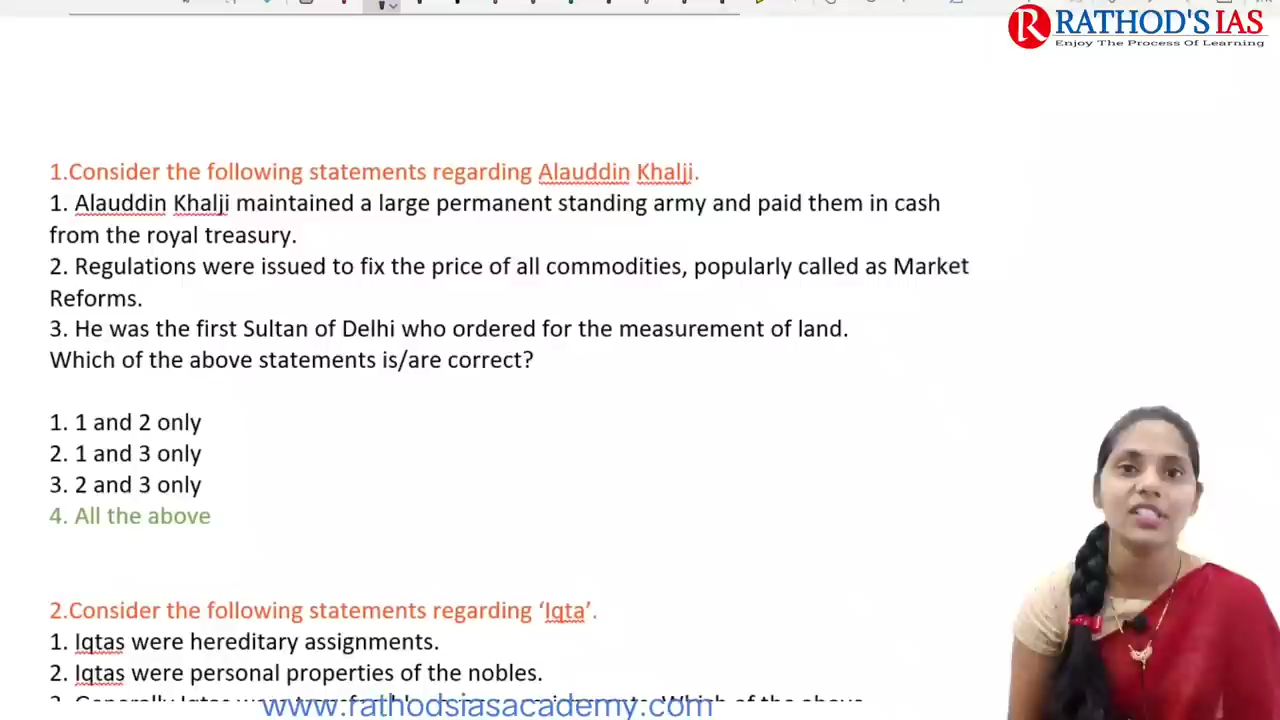 RATHOD'S IAS
Enjoy The Process Of Learning
1.Consider the following statements regarding Alauddin Khalji.
1. Alauddin Khalji maintained a large permanent standing army and paid them in cash
from the royal treasury.
2. Regulations were issued to fix the price of all commodities, popularly called as Market
Reforms.
3. He was the first Sultan of Delhi who ordered for the measurement of land.
Which of the above statements is/are correct?
1. 1 and 2 only
2. 1 and 3 only
3. 2 and 3 only
4. All the above
2.Consider the following statements regarding ‘Iqta’.
1. Iqtas were hereditary assignments.
2. Iqtas were personal properties of the nobles.
www.rathodsiasacademy.com